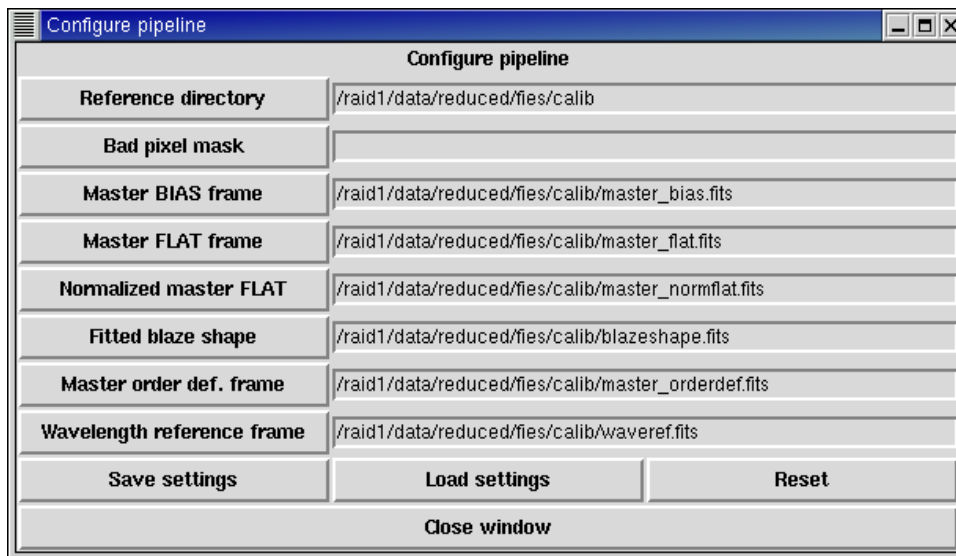 Configure pipeline
Configure pipeline
Reference directory /raid1/data/reduced/fies/calib
Bad pixel mask
Master BIAS frame /raid1/data/reduced/fies/calib/master_bias.fits
Master FLAT frame /raid1/data/reduced/fies/calib/master_flat.fits
Normalized master FLAT /raid1/data/reduced/fies/calib/master_normflat.fits
Fitted blaze shape /raid1/data/reduced/fies/calib/blazeshape.fits
Master order def. frame /raid1/data/reduced/fies/calib/master_orderdef.fits
Wavelength reference frame /raid1/data/reduced/fies/calib/waveref.fits
Save settings Load settings Reset
Close window